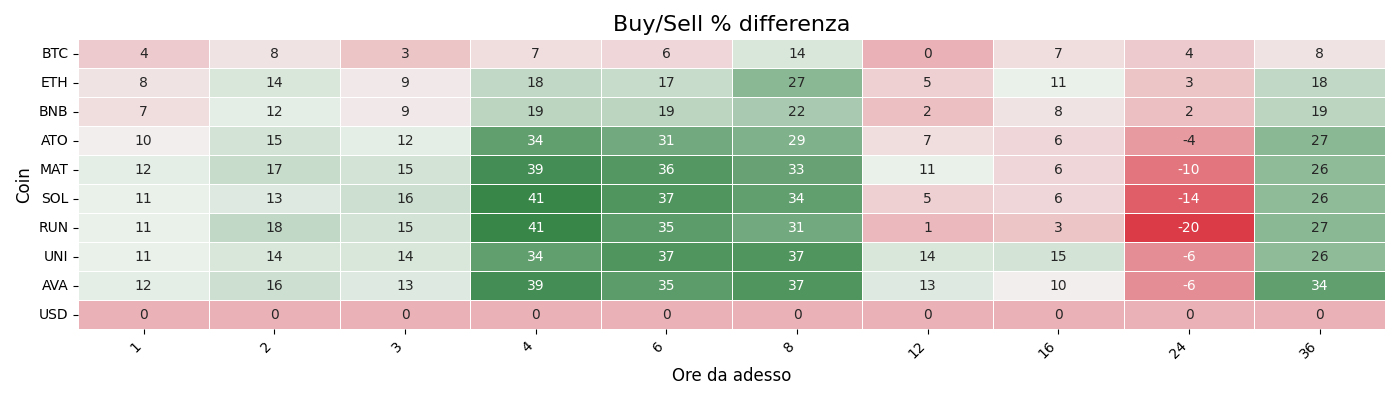 Buy/Sell % differenza
Coin
BTC 4 8 3 7 6 14 0 7 4 8
ETH 8 14 9 18 17 27 5 11 3 18
BNB 7 12 9 19 19 22 2 8 2 19
ATO 10 15 12 34 31 29 7 6 -4 27
MAT 12 17 15 39 36 33 11 6 -10 26
SOL 11 13 16 41 37 34 5 6 -14 26
RUN 11 18 15 41 35 31 1 3 -20 27
UNI 11 14 14 34 37 37 14 15 -6 26
AVA 12 16 13 39 35 37 13 10 -6 34
USD 0 0 0 0 0 0 0 0 0 0
1 2 3 4 6 8 12 16 24 36
Ore da adesso